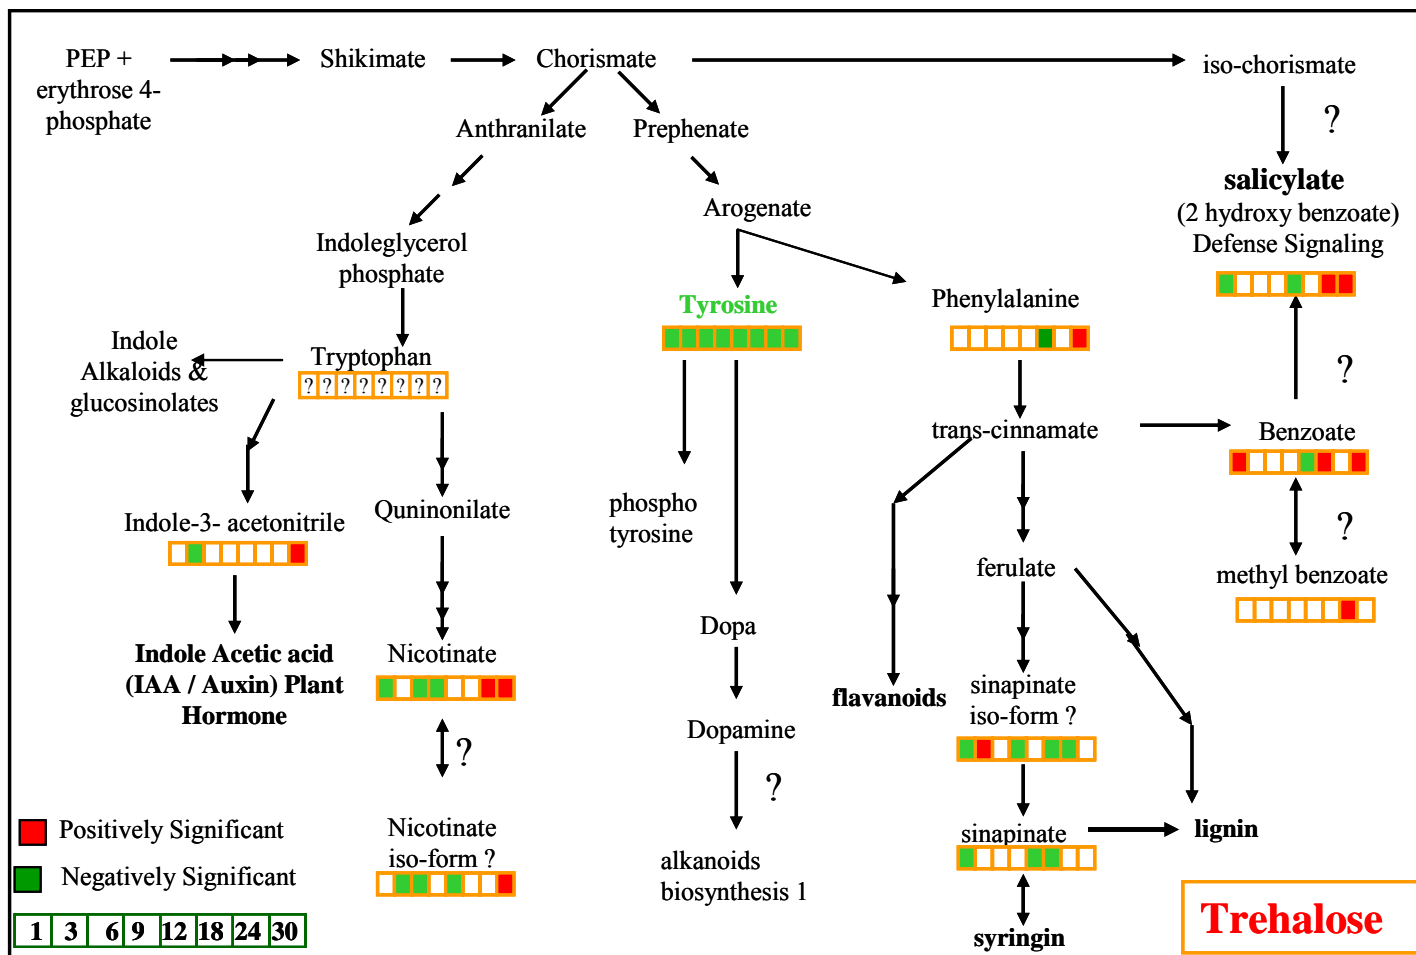 PEP +
erythrose 4-
phosphate
Shikimate
Chorismate
iso-chorismate
?
Anthranilate
Prephenate
salicylate
(2 hydroxy benzoate)
Defense Signaling
Arogenate
Indoleglycerol
phosphate
Tyrosine
Phenylalanine
Indole
Alkaloids &
glucosinolates
Tryptophan
? ? ? ? ? ? ? ?
?
trans-cinnamate
Benzoate
Indole-3- acetonitrile
Quninonilate
phospho
tyrosine
?
ferulate
methyl benzoate
Indole Acetic acid
(IAA / Auxin) Plant
Hormone
Nicotinate
Dopa
flavanoids
sinapinate
iso-form ?
?
Dopamine
?
Positively Significant
Negatively Significant
Nicotinate
iso-form ?
alkanoids
biosynthesis 1
sinapinate
lignin
1 3 6 9 12 18 24 30
syringin
Trehalose